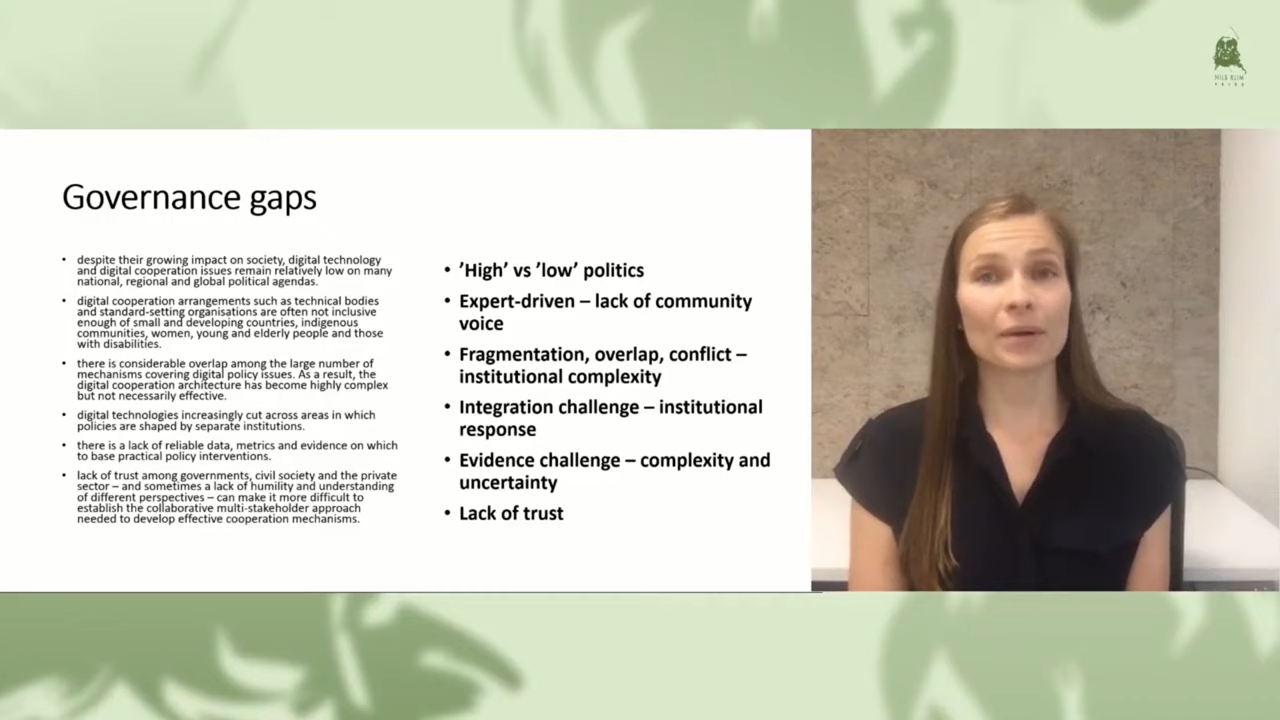 NILS KLIM
PRIZE
Governance gaps
• despite their growing impact on society, digital technology
and digital cooperation issues remain relatively low on many
national, regional and global political agendas.
• digital cooperation arrangements such as technical bodies
and standard-setting organisations are often not inclusive
enough of small and developing countries, indigenous
communities, women, young and elderly people and those
with disabilities.
• there is considerable overlap among the large number of
mechanisms covering digital policy issues. As a result, the
digital cooperation architecture has become highly complex
but not necessarily effective.
• digital technologies increasingly cut across areas in which
policies are shaped by separate institutions.
• there is a lack of reliable data, metrics and evidence on which
to base practical policy interventions.
• lack of trust among governments, civil society and the private
sector – and sometimes a lack of humility and understanding
of different perspectives – can make it more difficult to
establish the collaborative multi-stakeholder approach
needed to develop effective cooperation mechanisms.
• ’High’ vs ’low’ politics
• Expert-driven – lack of community
voice
• Fragmentation, overlap, conflict –
institutional complexity
• Integration challenge – institutional
response
• Evidence challenge – complexity and
uncertainty
• Lack of trust